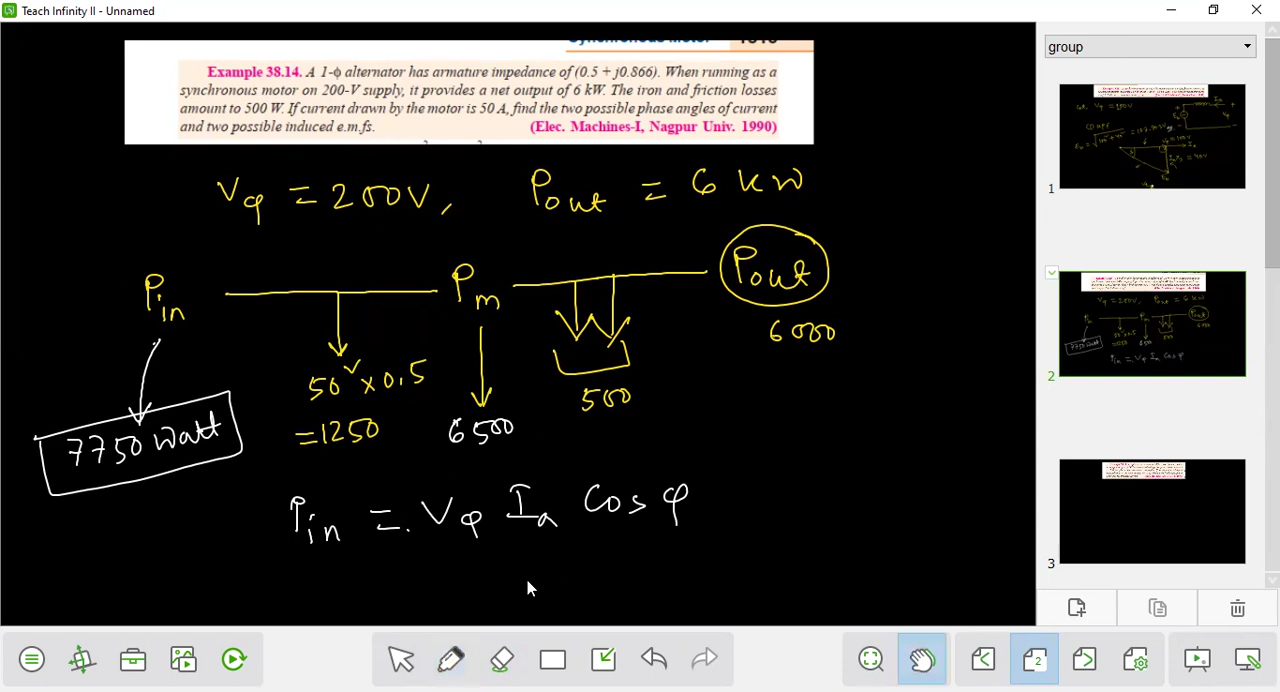 Teach Infinity II - Unnamed
group
Example 38.14. A 1-ϕ alternator has armature impedance of (0.5 + j0.866). When running as a
synchronous motor on 200-V supply, it provides a net output of 6 kW. The iron and friction losses
amount to 500 W. If current drawn by the motor is 50 A, find the two possible phase angles of current
and two possible induced e.m.fs. (Elec. Machines-I, Nagpur Univ. 1990)
Vφ = 200V, Pout = 6 kW
Pin Pm Pout
6000
50² x 0.5 500
= 1250 6500
7750 watt
Pin = Vφ Ia Cos φ
1
2
3
2